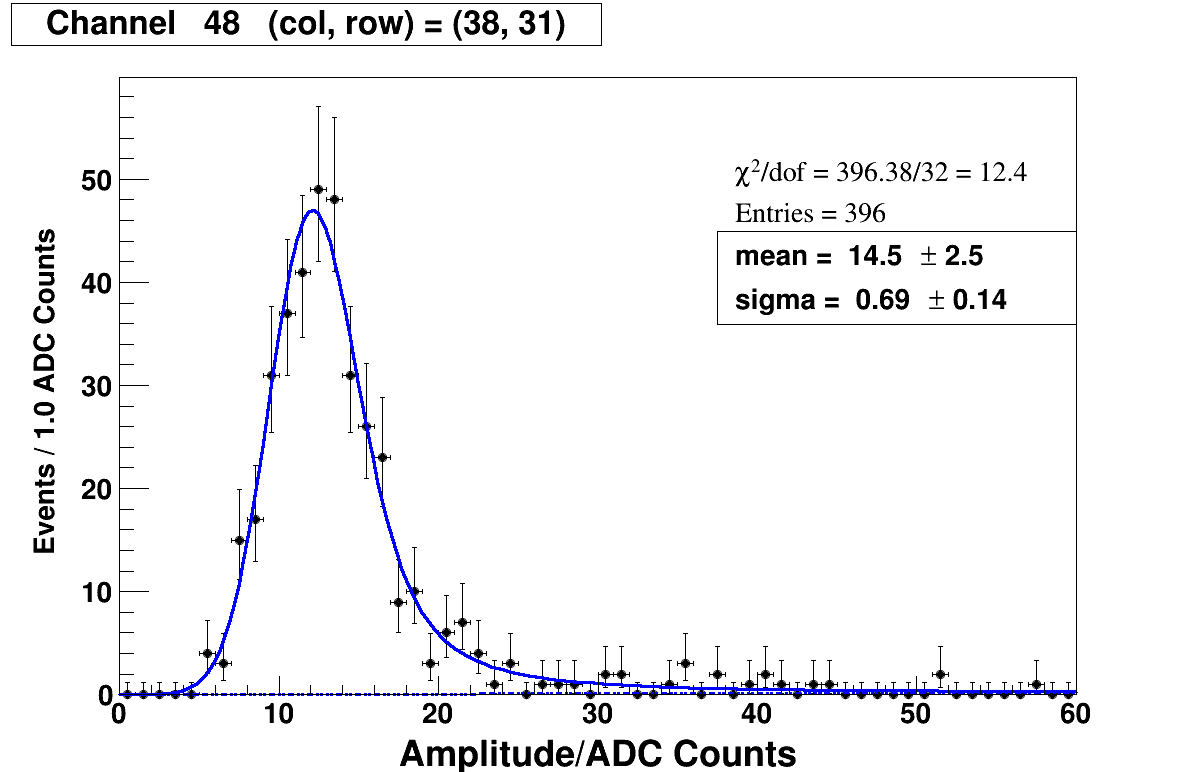 Channel 48 (col, row) = (38, 31)
χ²/dof = 396.38/32 = 12.4
Entries = 396
mean = 14.5 ± 2.5
sigma = 0.69 ± 0.14
Events / 1.0 ADC Counts
50
40
30
20
10
0
0 10 20 30 40 50 60
Amplitude/ADC Counts